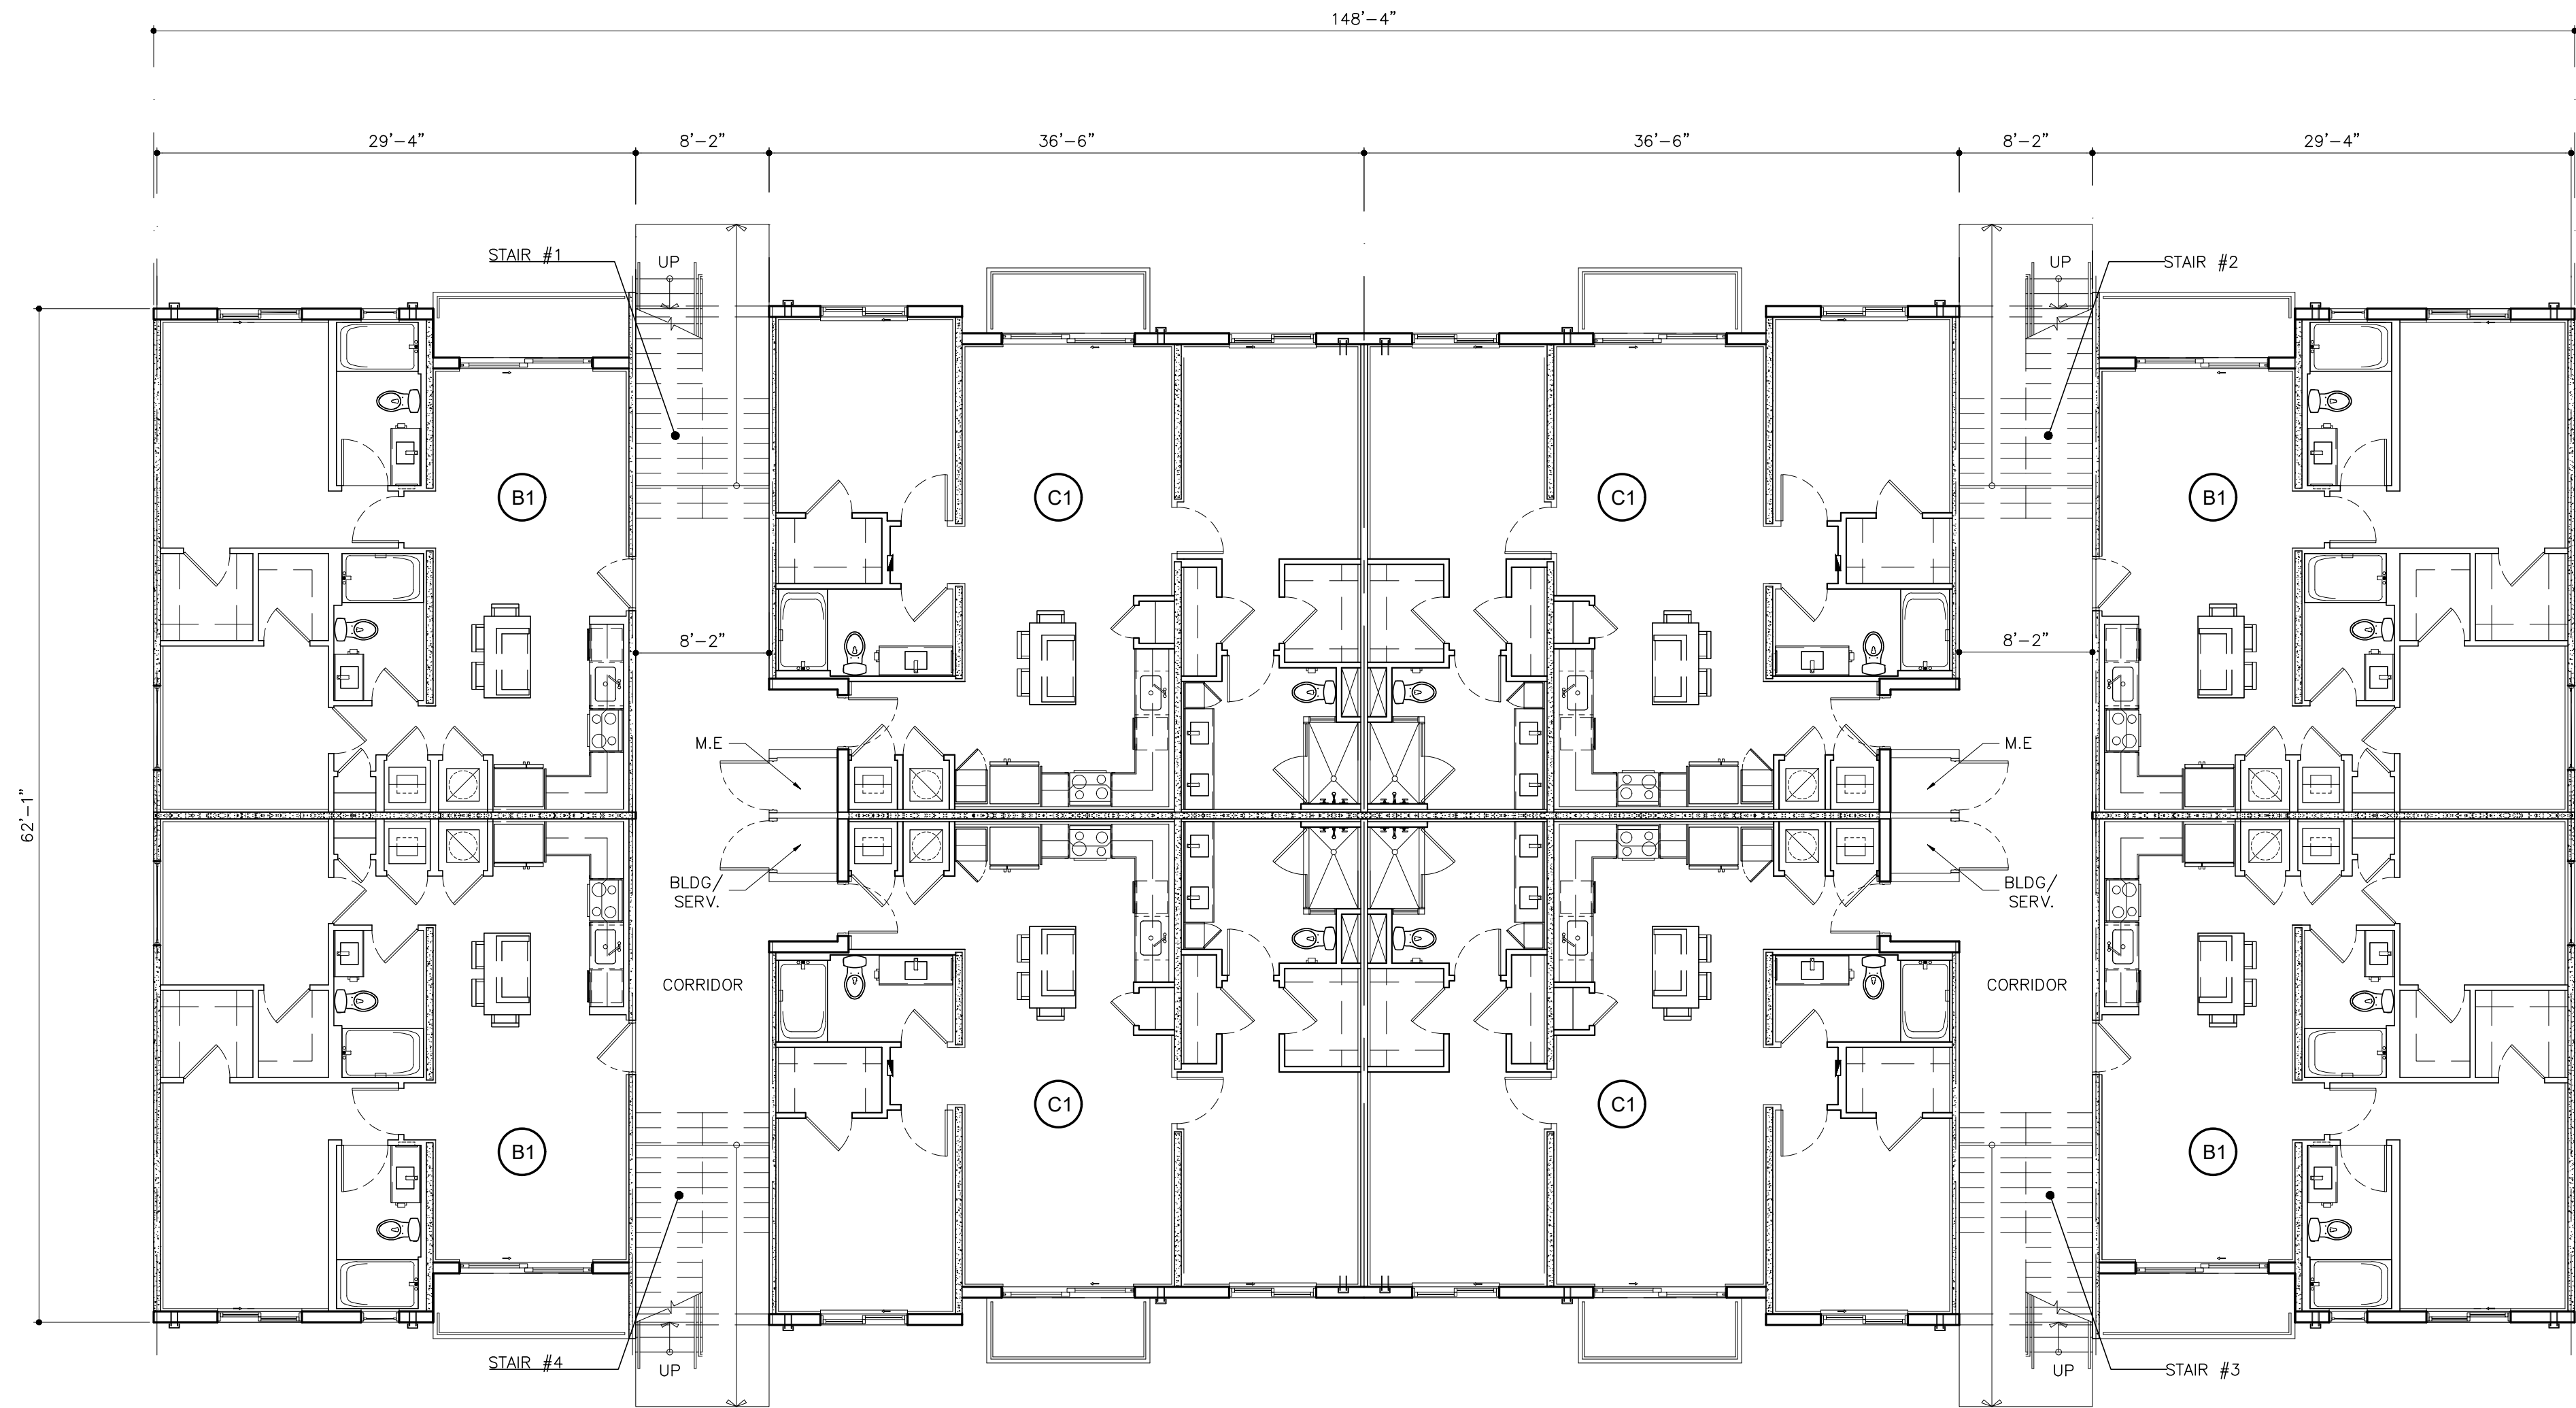 148'-4"
29'-4"
8'-2"
36'-6"
36'-6"
8'-2"
29'-4"
STAIR #1
UP
UP
STAIR #2
B1
C1
C1
B1
8'-2"
8'-2"
M.E
M.E
62'-1"
BLDG/
SERV.
BLDG/
SERV.
CORRIDOR
CORRIDOR
C1
C1
B1
B1
STAIR #4
UP
UP
STAIR #3